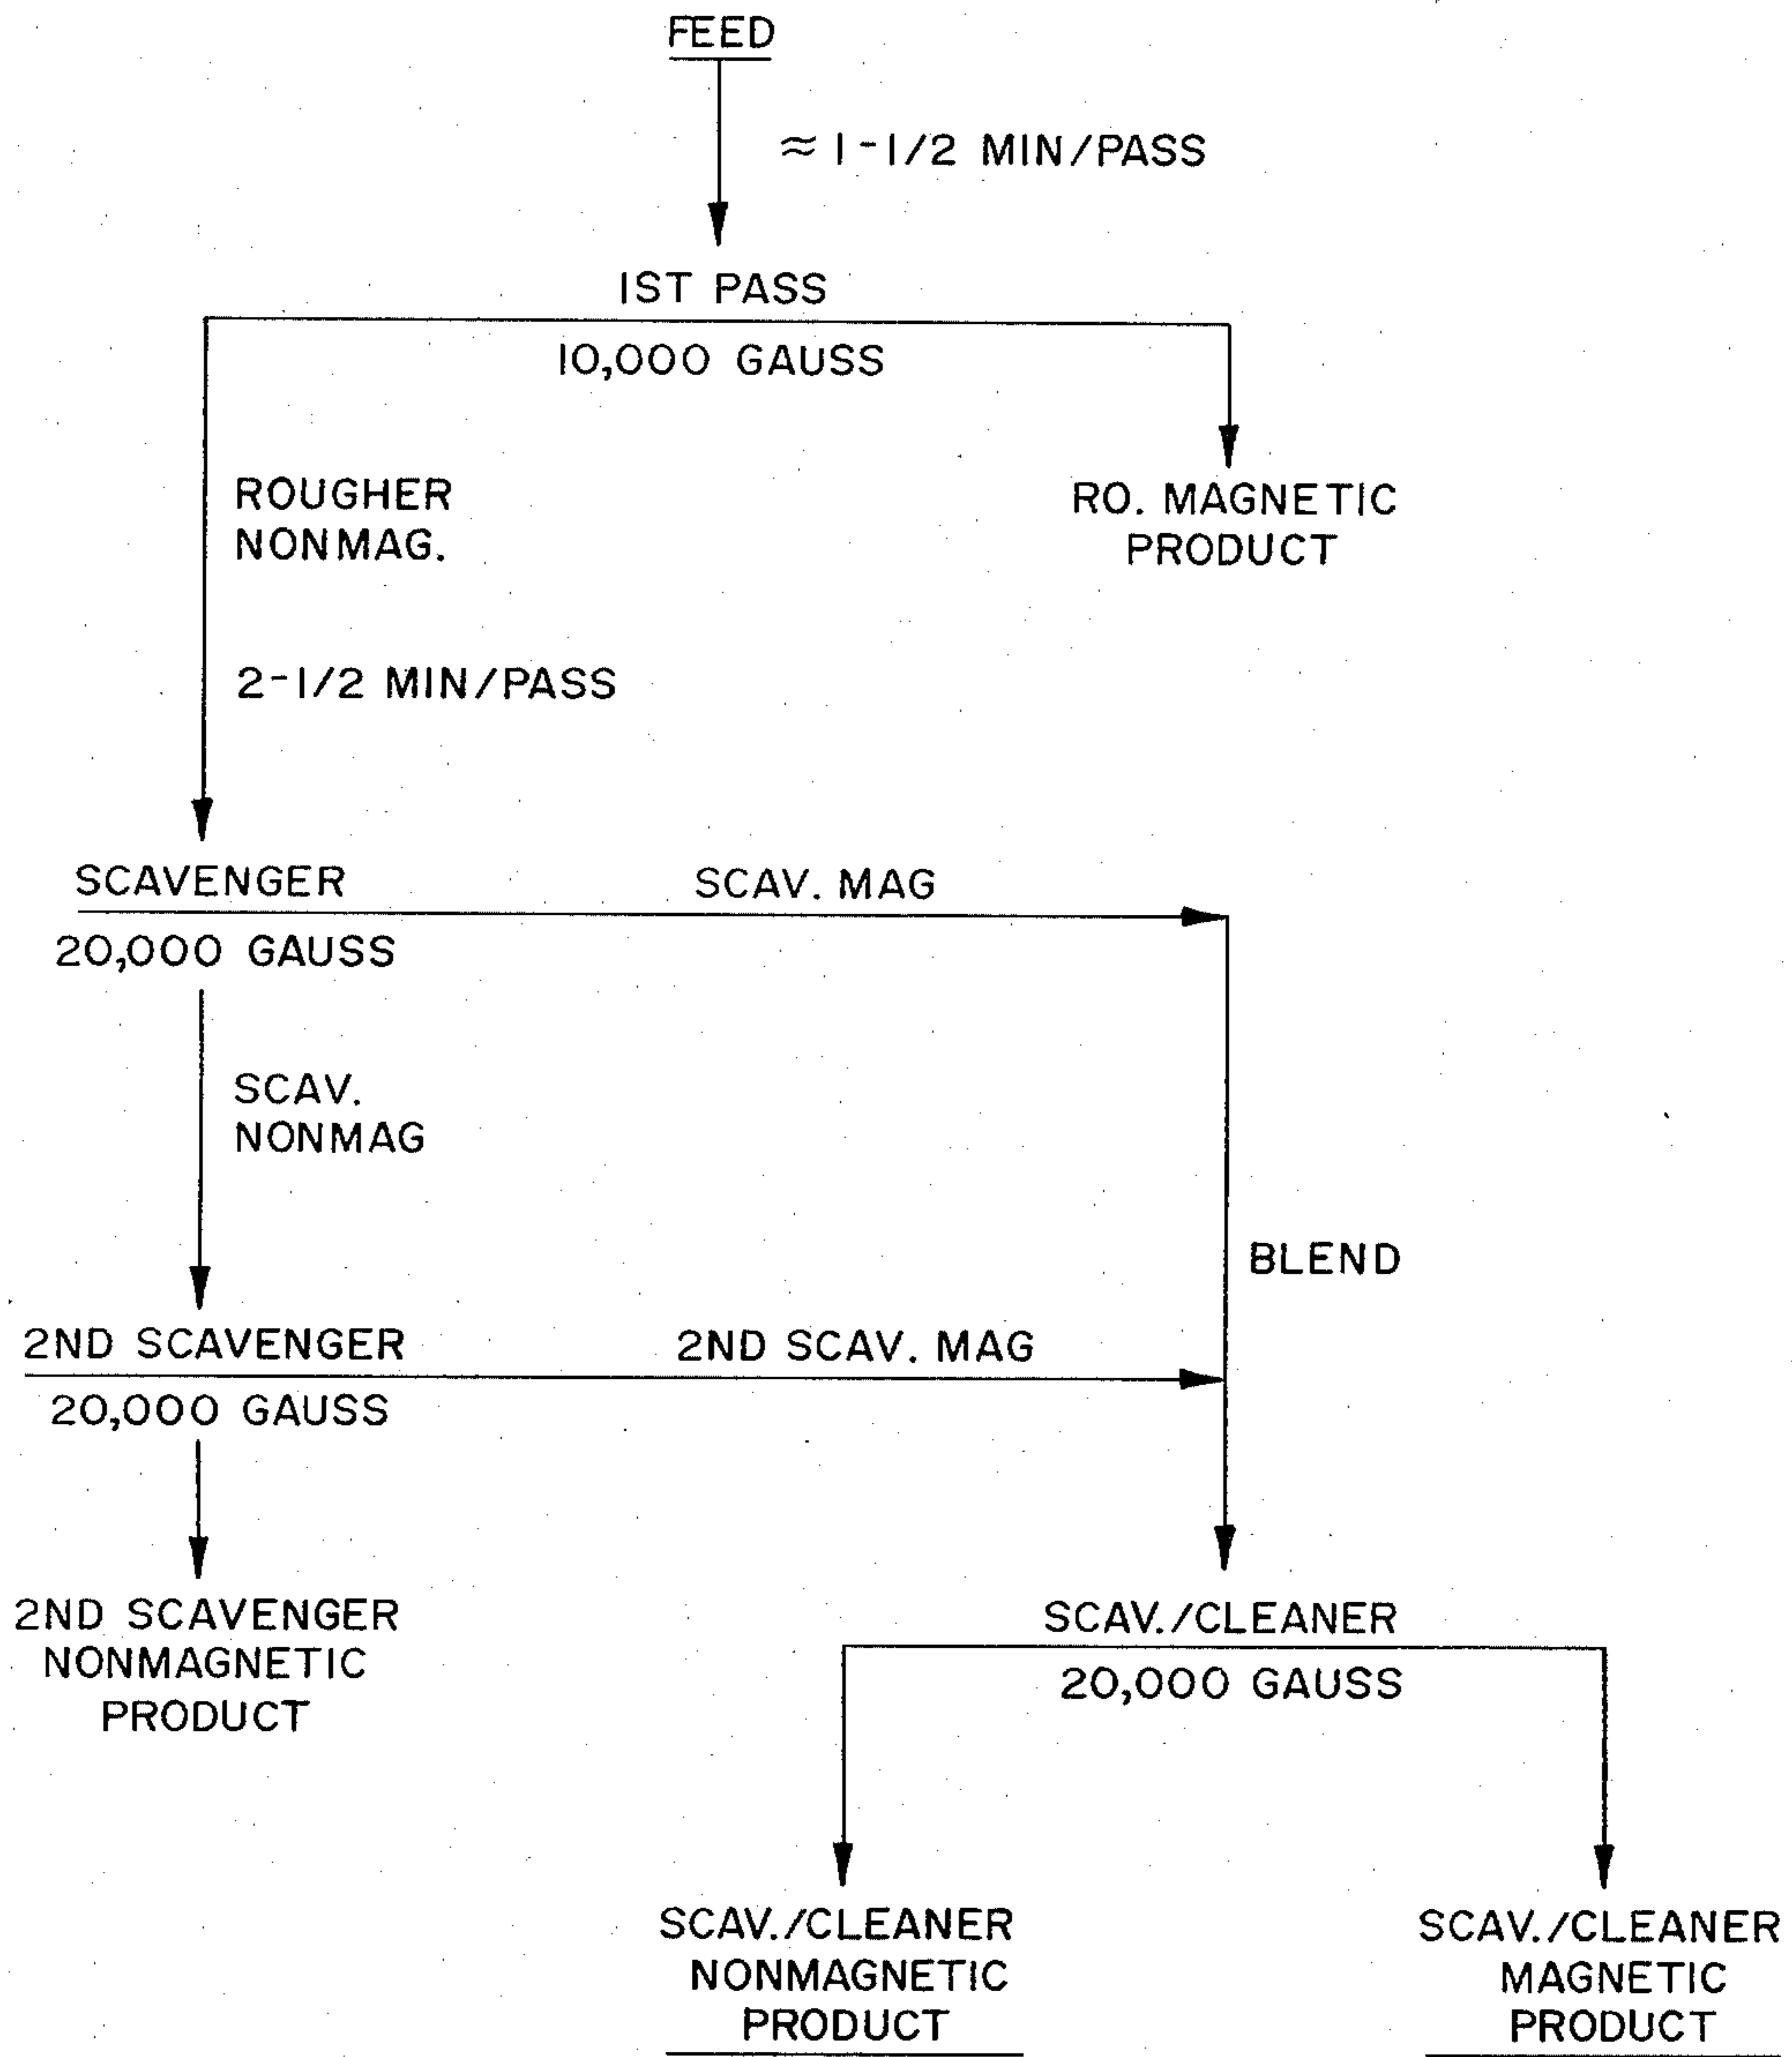 FEED
≈ 1-1/2 MIN/PASS
1ST PASS
10,000 GAUSS
ROUGHER
NONMAG.
RO. MAGNETIC
PRODUCT
2-1/2 MIN/PASS
SCAVENGER
SCAV. MAG
20,000 GAUSS
SCAV.
NONMAG
BLEND
2ND SCAVENGER
2ND SCAV. MAG
20,000 GAUSS
2ND SCAVENGER
NONMAGNETIC
PRODUCT
SCAV./CLEANER
20,000 GAUSS
SCAV./CLEANER
NONMAGNETIC
PRODUCT
SCAV./CLEANER
MAGNETIC
PRODUCT